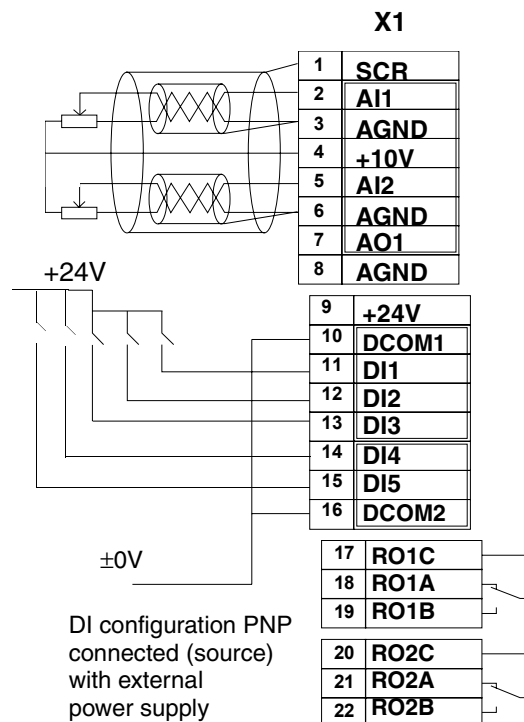 X1
1 SCR
2 AI1
3 AGND
4 +10V
5 AI2
6 AGND
7 AO1
8 AGND
+24V
9 +24V
10 DCOM1
11 DI1
12 DI2
13 DI3
14 DI4
15 DI5
16 DCOM2
±0V
17 RO1C
18 RO1A
19 RO1B
DI configuration PNP
connected (source)
with external
power supply
20 RO2C
21 RO2A
22 RO2B